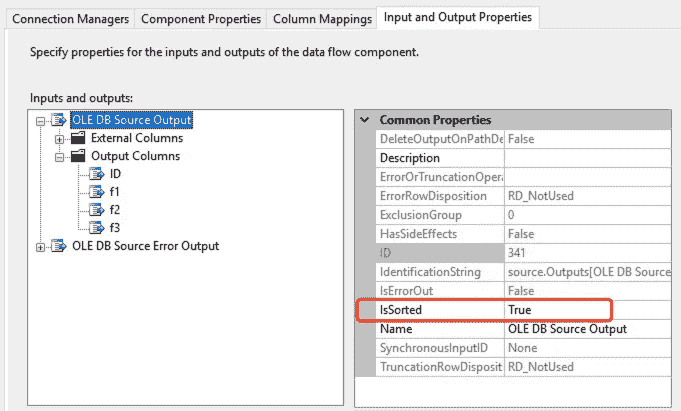 Connection Managers Component Properties Column Mappings Input and Output Properties
Specify properties for the inputs and outputs of the data flow component.
Inputs and outputs:
OLE DB Source Output
External Columns
Output Columns
ID
f1
f2
f3
OLE DB Source Error Output
Common Properties
DeleteOutputOnPathDe False
Description
ErrorOrTruncationOpera
ErrorRowDisposition RD_NotUsed
ExclusionGroup 0
HasSideEffects False
ID 341
IdentificationString source.Outputs[OLE DB Source
IsErrorOut False
IsSorted True
Name OLE DB Source Output
SynchronousInputID None
TruncationRowDisposit RD_NotUsed